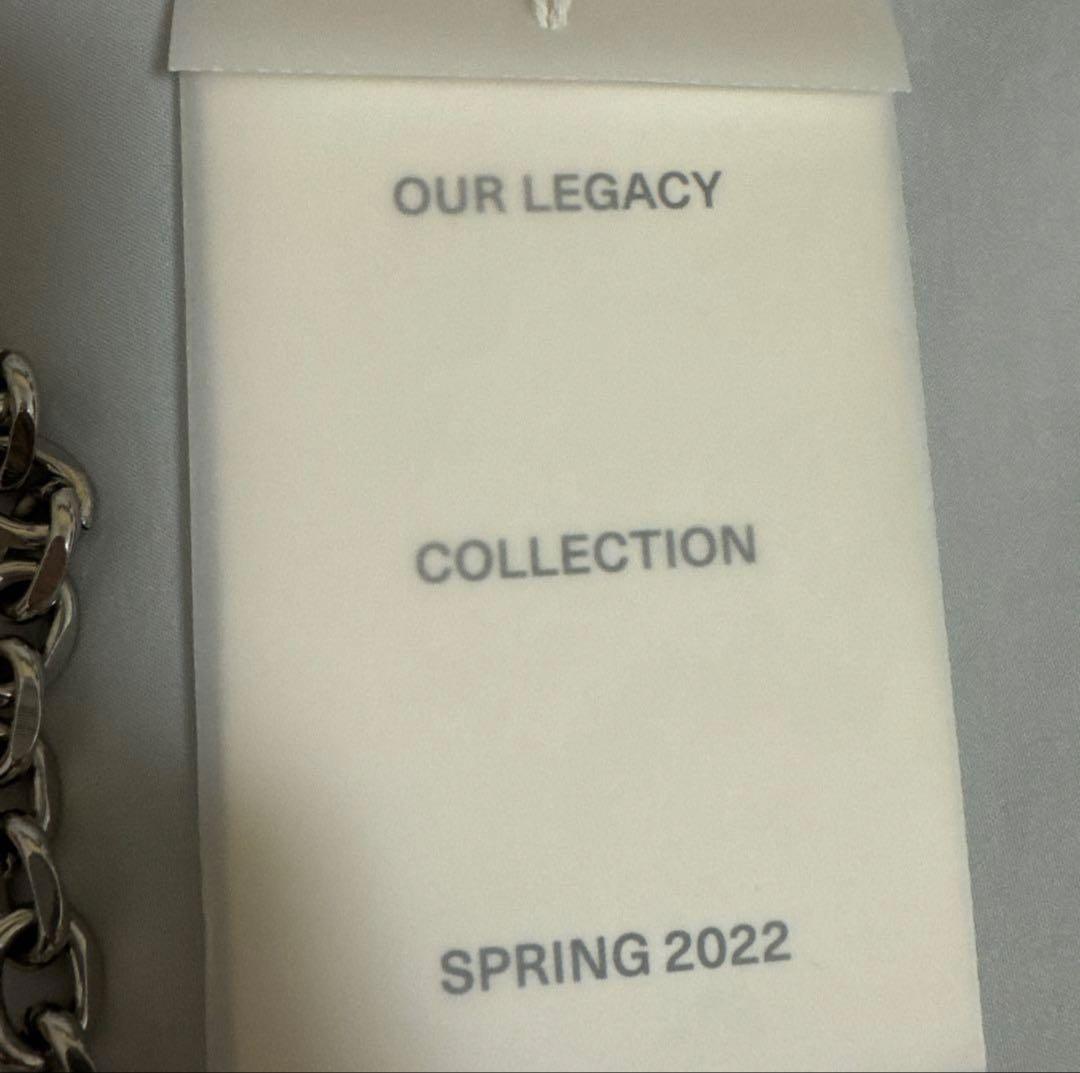 OUR LEGACY
COLLECTION
SPRING 2022